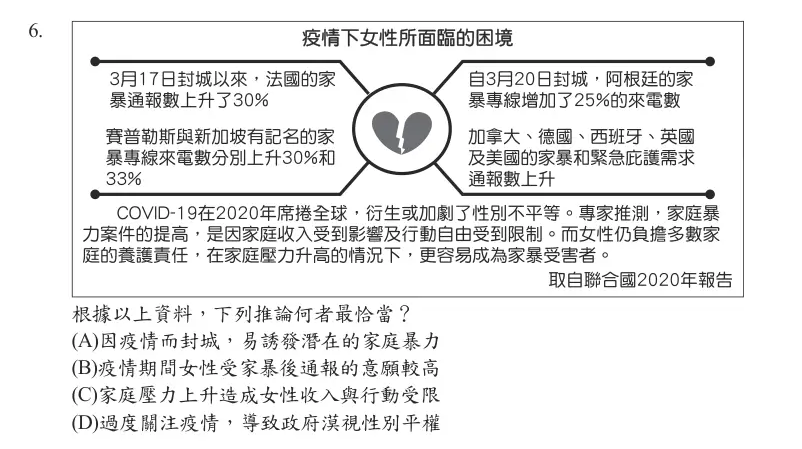 6.
疫情下女性所面臨的困境
3月17日封城以來，法國的家
暴通報數上升了30%
自3月20日封城，阿根廷的家
暴專線增加了25%的來電數
賽普勒斯與新加坡有記名的家
暴專線來電數分別上升30%和
33%
加拿大、德國、西班牙、英國
及美國的家暴和緊急庇護需求
通報數上升
COVID-19在2020年席捲全球，衍生或加劇了性別不平等。專家推測，家庭暴
力案件的提高，是因家庭收入受到影響及行動自由受到限制。而女性仍負擔多數家
庭的養護責任，在家庭壓力升高的情況下，更容易成為家暴受害者。
取自聯合國2020年報告
根據以上資料，下列推論何者最恰當？
(A)因疫情而封城，易誘發潛在的家庭暴力
(B)疫情期間女性受家暴後通報的意願較高
(C)家庭壓力上升造成女性收入與行動受限
(D)過度關注疫情，導致政府漠視性別平權